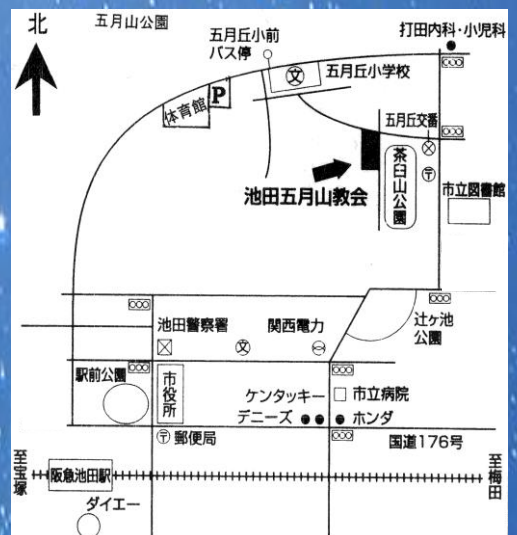 北
五月山公園
五月丘小前
バス停
打田内科・小児科
文
五月丘小学校
P
体育館
五月丘交番
茶臼山公園
〒
市立図書館
池田五月山教会
辻ヶ池
公園
池田警察署
関西電力
文
駅前公園
市役所
ケンタッキー
市立病院
デニーズ
ホンダ
〒郵便局
国道176号
至宝塚
阪急池田駅
至梅田
ダイエー